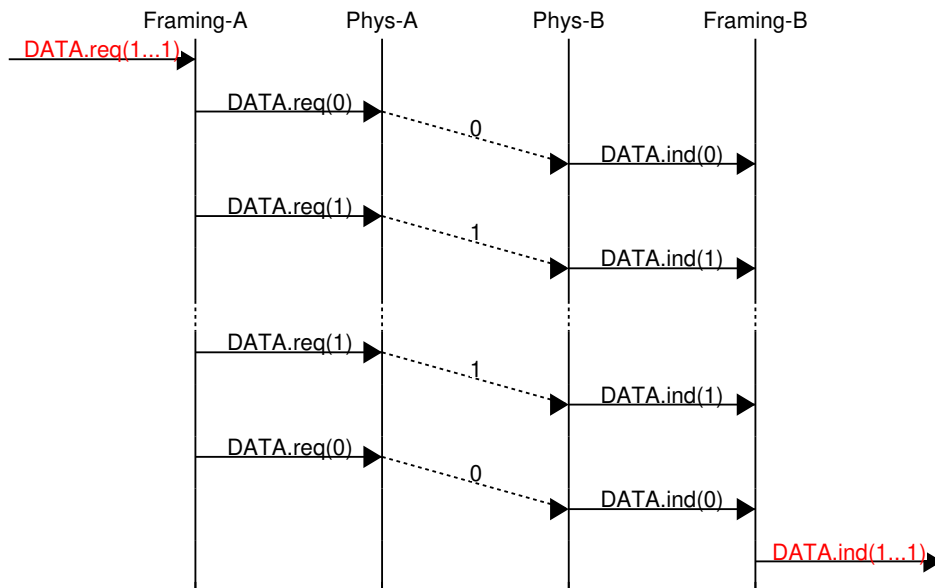 Framing-A Phys-A Phys-B Framing-B
DATA.req(1...1)
DATA.req(0)
0
DATA.ind(0)
DATA.req(1)
1
DATA.ind(1)
DATA.req(1)
1
DATA.ind(1)
DATA.req(0)
0
DATA.ind(0)
DATA.ind(1...1)